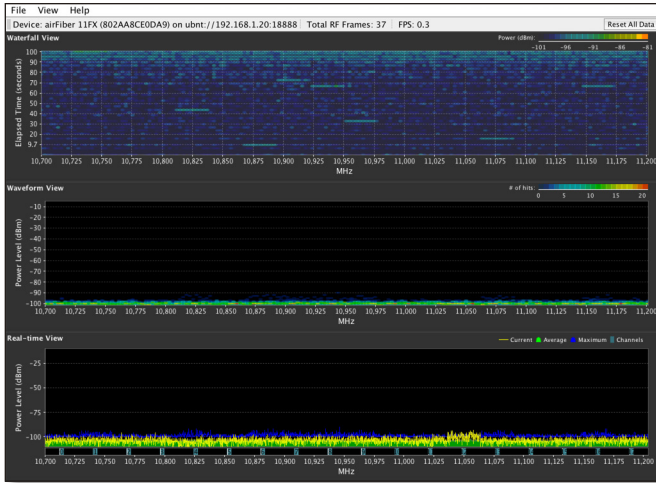 File View Help
Device: airFiber 11FX (802AA8CE0DA9) on ubnt://192.168.1.20:18888 Total RF Frames: 37 FPS: 0.3 Reset All Data
Waterfall View Power (dBm):
-101 -96 -91 -86 -81
Elapsed Time (seconds)
100
90
80
70
60
50
40
30
20
9.7
10,700 10,725 10,750 10,775 10,800 10,825 10,850 10,875 10,900 10,925 10,950 10,975 11,000 11,025 11,050 11,075 11,100 11,125 11,150 11,175 11,200
MHz
Waveform View # of hits:
0 5 10 15 20
Power Level (dBm)
-10
-20
-30
-40
-50
-60
-70
-80
-90
-100
10,700 10,725 10,750 10,775 10,800 10,825 10,850 10,875 10,900 10,925 10,950 10,975 11,000 11,025 11,050 11,075 11,100 11,125 11,150 11,175 11,200
MHz
Real-time View Current Average Maximum Channels
Power Level (dBm)
-25
-50
-75
-100
10,700 10,725 10,750 10,775 10,800 10,825 10,850 10,875 10,900 10,925 10,950 10,975 11,000 11,025 11,050 11,075 11,100 11,125 11,150 11,175 11,200
MHz